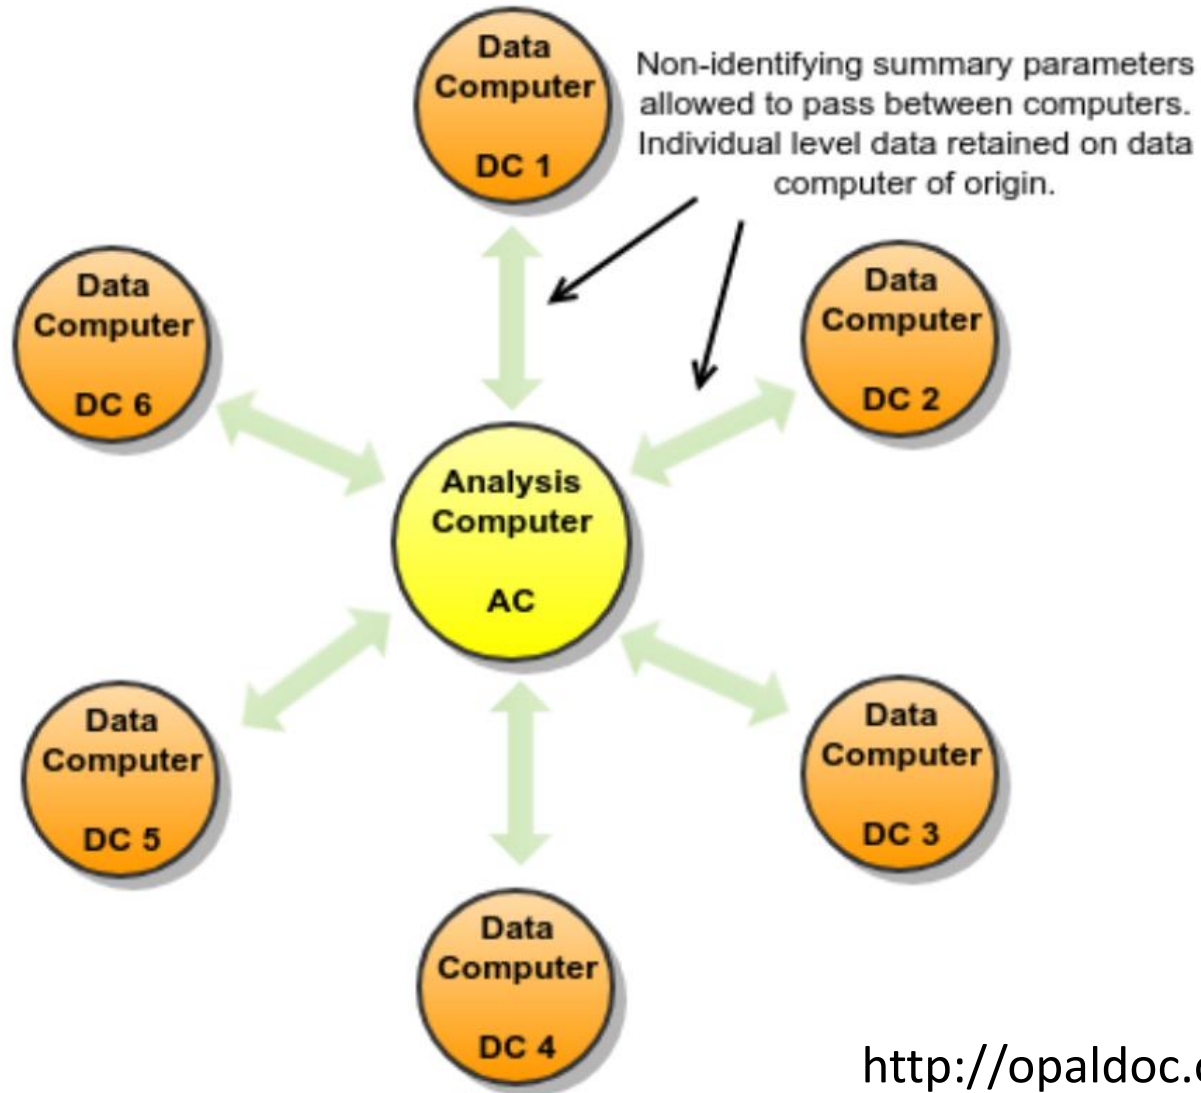 Data
Computer
DC 1
Non-identifying summary parameters
allowed to pass between computers.
Individual level data retained on data
computer of origin.
Data
Computer
DC 6
Data
Computer
DC 2
Analysis
Computer
AC
Data
Computer
DC 5
Data
Computer
DC 3
Data
Computer
DC 4
http://opaldoc.